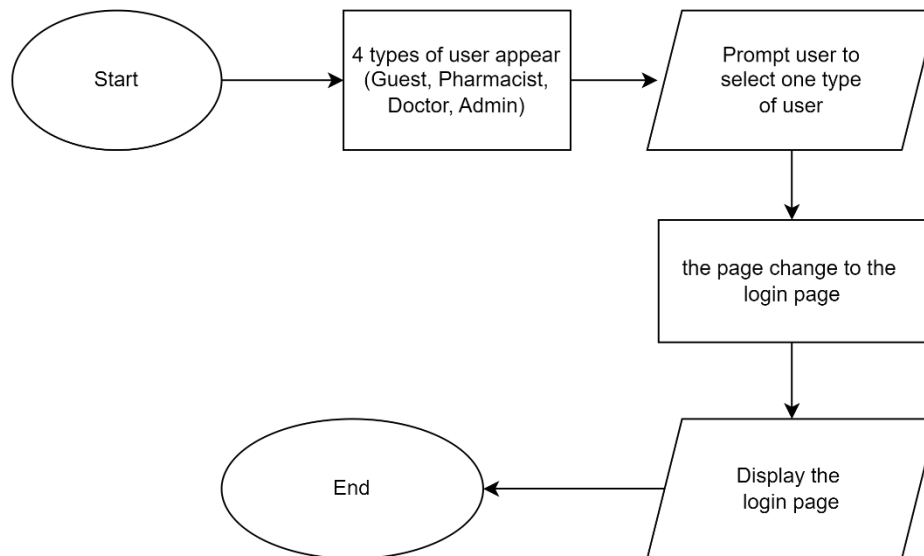 Start
4 types of user appear
(Guest, Pharmacist,
Doctor, Admin)
Prompt user to
select one type
of user
the page change to the
login page
Display the
login page
End